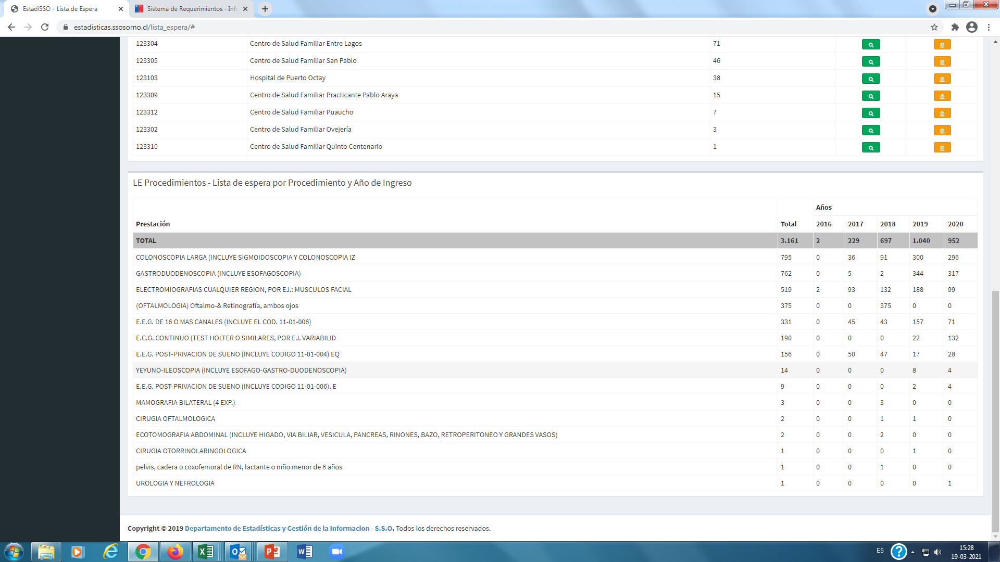 EstadiSSO - Lista de Espera
Sistema de Requerimientos - Info
estadisticas.ssosorno.cl/lista_espera/#
123304 Centro de Salud Familiar Entre Lagos 71
123305 Centro de Salud Familiar San Pablo 46
123103 Hospital de Puerto Octay 38
123309 Centro de Salud Familiar Practicante Pablo Araya 15
123312 Centro de Salud Familiar Puaucho 7
123302 Centro de Salud Familiar Ovejería 3
123310 Centro de Salud Familiar Quinto Centenario 1
LE Procedimientos - Lista de espera por Procedimiento y Año de Ingreso
Años
Prestación Total 2016 2017 2018 2019 2020
TOTAL 3.161 2 229 697 1.040 952
COLONOSCOPIA LARGA (INCLUYE SIGMOIDOSCOPIA Y COLONOSCOPIA IZ 795 0 36 91 300 296
GASTRODUODENOSCOPIA (INCLUYE ESOFAGOSCOPIA) 762 0 5 2 344 317
ELECTROMIOGRAFIAS CUALQUIER REGION, POR EJ.: MUSCULOS FACIAL 519 2 93 132 188 99
(OFTALMOLOGIA) Oftalmo-& Retinografía, ambos ojos 375 0 0 375 0 0
E.E.G. DE 16 O MAS CANALES (INCLUYE EL COD. 11-01-006) 331 0 45 43 157 71
E.C.G. CONTINUO (TEST HOLTER O SIMILARES, POR EJ. VARIABILID 190 0 0 0 22 132
E.E.G. POST-PRIVACION DE SUENO (INCLUYE CODIGO 11-01-004) EQ 156 0 50 47 17 28
YEYUNO-ILEOSCOPIA (INCLUYE ESOFAGO-GASTRO-DUODENOSCOPIA) 14 0 0 0 8 4
E.E.G. POST-PRIVACION DE SUENO (INCLUYE CODIGO 11-01-006). E 9 0 0 0 2 4
MAMOGRAFIA BILATERAL (4 EXP.) 3 0 0 3 0 0
CIRUGIA OFTALMOLOGICA 2 0 0 1 1 0
ECOTOMOGRAFIA ABDOMINAL (INCLUYE HIGADO, VIA BILIAR, VESICULA, PANCREAS, RINONES, BAZO, RETROPERITONEO Y GRANDES VASOS) 2 0 0 2 0 0
CIRUGIA OTORRINOLARINGOLOGICA 1 0 0 0 1 0
pelvis, cadera o coxofemoral de RN, lactante o niño menor de 6 años 1 0 0 1 0 0
UROLOGIA Y NEFROLOGIA 1 0 0 0 0 1
Copyright © 2019 Departamento de Estadísticas y Gestión de la Informacion - S.S.O. Todos los derechos reservados.
ES
15:28
19-03-2021